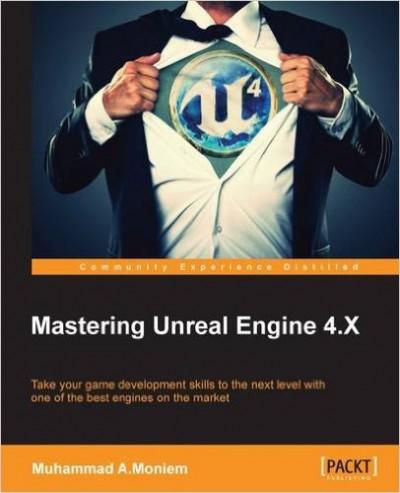 u 4
Community Experience Distilled
Mastering Unreal Engine 4.X
Take your game development skills to the next level with
one of the best engines on the market
Muhammad A.Moniem
[PACKT]
PUBLISHING